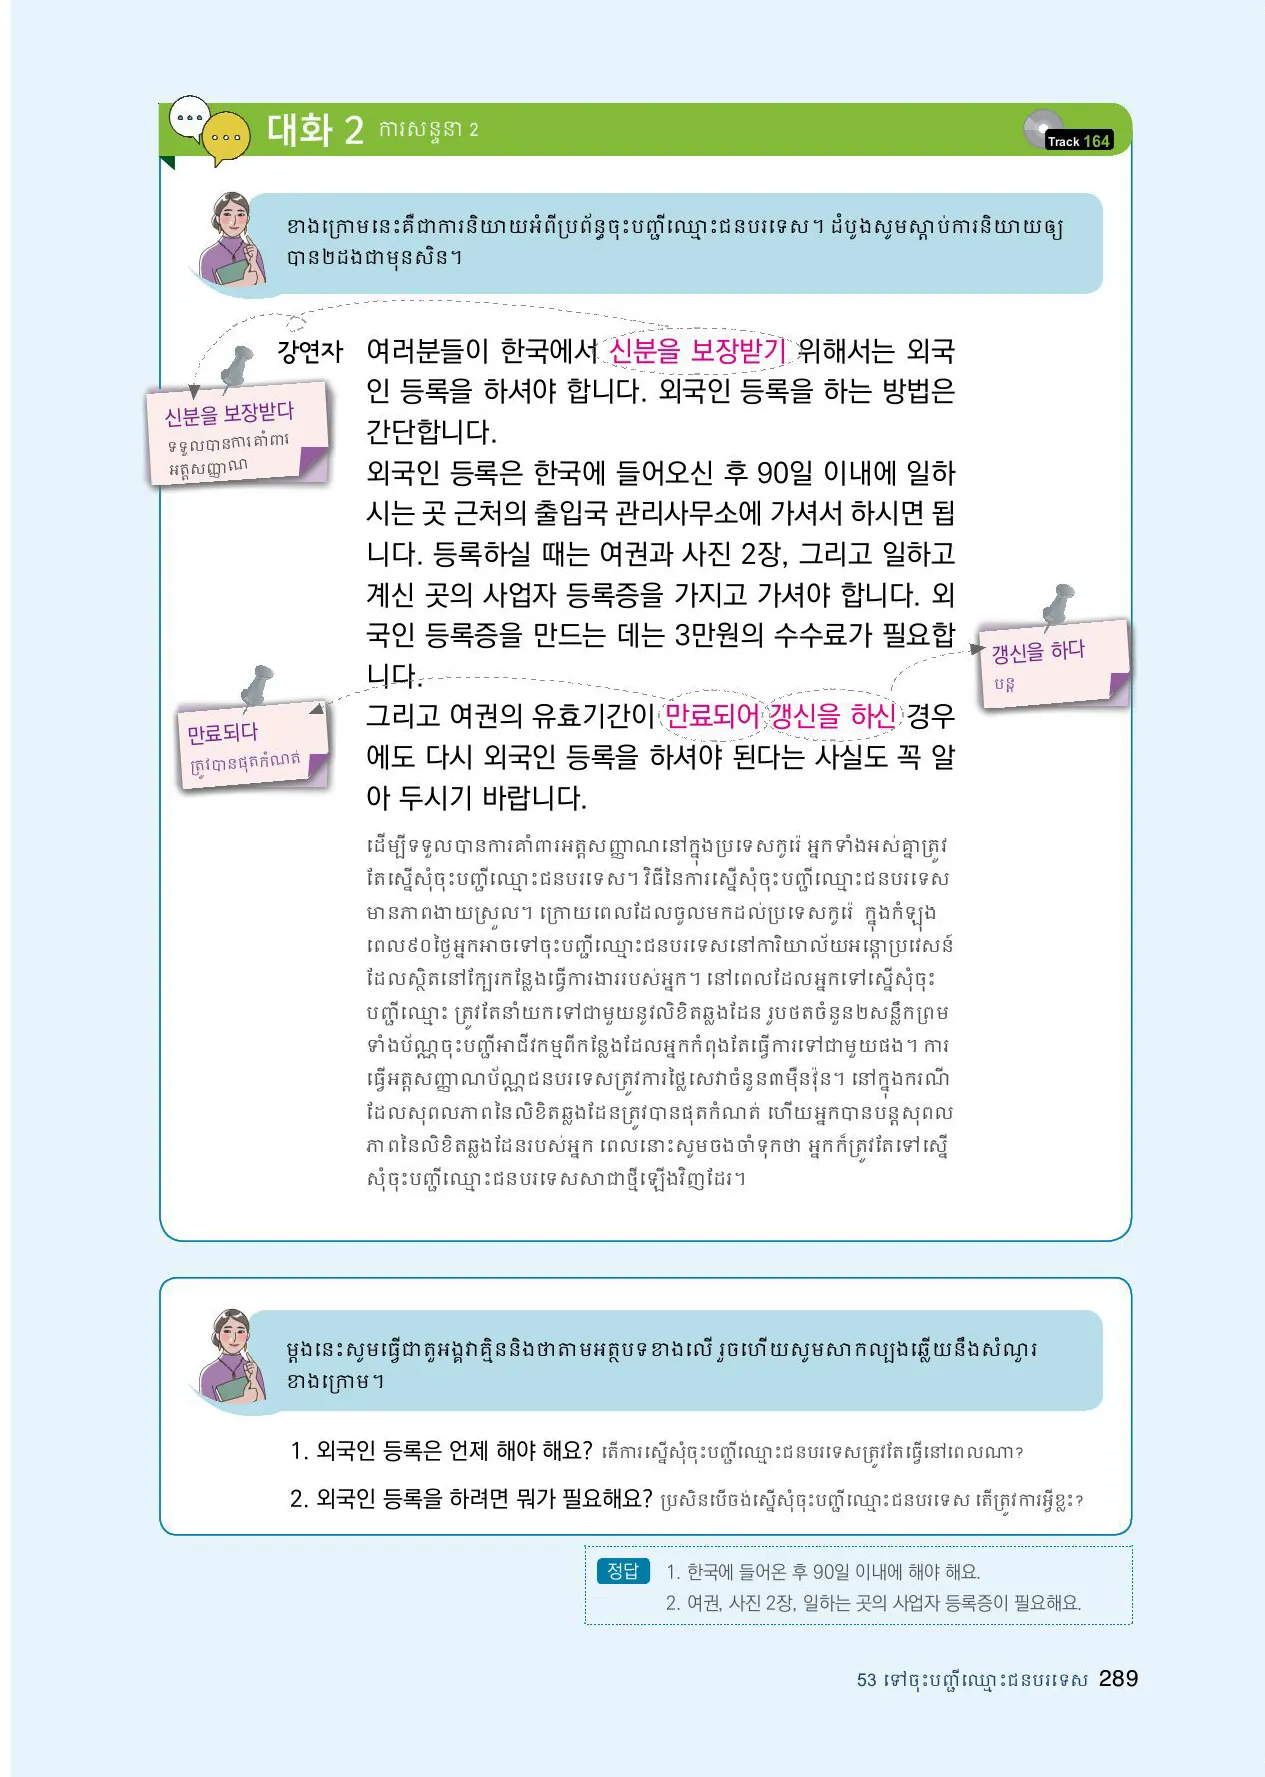 대화 2 ការសន្ទនា 2
Track 164
ខាងក្រោមនេះគឺជាការនិយាយអំពីប្រព័ន្ធចុះបញ្ជីឈ្មោះជនបរទេស។ ដំបូងសូមស្តាប់ការនិយាយឲ្យ
បាន២ដងជាមុនសិន។
강연자 여러분들이 한국에서 신분을 보장받기 위해서는 외국
인 등록을 하셔야 합니다. 외국인 등록을 하는 방법은
간단합니다.
외국인 등록은 한국에 들어오신 후 90일 이내에 일하
시는 곳 근처의 출입국 관리사무소에 가셔서 하시면 됩
니다. 등록하실 때는 여권과 사진 2장, 그리고 일하고
계신 곳의 사업자 등록증을 가지고 가셔야 합니다. 외
국인 등록증을 만드는 데는 3만원의 수수료가 필요합
니다.
그리고 여권의 유효기간이 만료되어 갱신을 하신 경우
에도 다시 외국인 등록을 하셔야 된다는 사실도 꼭 알
아 두시기 바랍니다.
신분을 보장받다
ទទួលបានការគាំពារ
អត្តសញ្ញាណ
갱신을 하다
បន្ត
만료되다
ត្រូវបានផុតកំណត់
ដើម្បីទទួលបានការគាំពារអត្តសញ្ញាណនៅក្នុងប្រទេសកូរ៉េ អ្នកទាំងអស់គ្នាត្រូវ
តែស្នើសុំចុះបញ្ជីឈ្មោះជនបរទេស។ វិធីនៃការស្នើសុំចុះបញ្ជីឈ្មោះជនបរទេស
មានភាពងាយស្រួល។ ក្រោយពេលដែលចូលមកដល់ប្រទេសកូរ៉េ ក្នុងកំឡុង
ពេល៩០ថ្ងៃអ្នកអាចទៅចុះបញ្ជីឈ្មោះជនបរទេសនៅការិយាល័យអន្តោប្រវេសន៍
ដែលស្ថិតនៅក្បែរកន្លែងធ្វើការងាររបស់អ្នក។ នៅពេលដែលអ្នកទៅស្នើសុំចុះ
បញ្ជីឈ្មោះ ត្រូវតែនាំយកទៅជាមួយនូវលិខិតឆ្លងដែន រូបថតចំនួន២សន្លឹកព្រម
ទាំងប័ណ្ណចុះបញ្ជីអាជីវកម្មពីកន្លែងដែលអ្នកកំពុងតែធ្វើការទៅជាមួយផង។ ការ
ធ្វើអត្តសញ្ញាណប័ណ្ណជនបរទេសត្រូវការថ្លៃសេវាចំនួន៣ម៉ឺនវ៉ុន។ នៅក្នុងករណី
ដែលសុពលភាពនៃលិខិតឆ្លងដែនត្រូវបានផុតកំណត់ ហើយអ្នកបានបន្តសុពល
ភាពនៃលិខិតឆ្លងដែនរបស់អ្នក ពេលនោះសូមចងចាំទុកថា អ្នកក៏ត្រូវតែទៅស្នើ
សុំចុះបញ្ជីឈ្មោះជនបរទេសសាជាថ្មីឡើងវិញដែរ។
ម្តងនេះសូមធ្វើជាតួអង្គវាគ្មិននិងថាតាមអត្ថបទខាងលើ រួចហើយសូមសាកល្បងឆ្លើយនឹងសំណួរ
ខាងក្រោម។
1. 외국인 등록은 언제 해야 해요? តើការស្នើសុំចុះបញ្ជីឈ្មោះជនបរទេសត្រូវតែធ្វើនៅពេលណា?
2. 외국인 등록을 하려면 뭐가 필요해요? ប្រសិនបើចង់ស្នើសុំចុះបញ្ជីឈ្មោះជនបរទេស តើត្រូវការអ្វីខ្លះ?
정답 1. 한국에 들어온 후 90일 이내에 해야 해요.
2. 여권, 사진 2장, 일하는 곳의 사업자 등록증이 필요해요.
53 ទៅចុះបញ្ជីឈ្មោះជនបរទេស 289